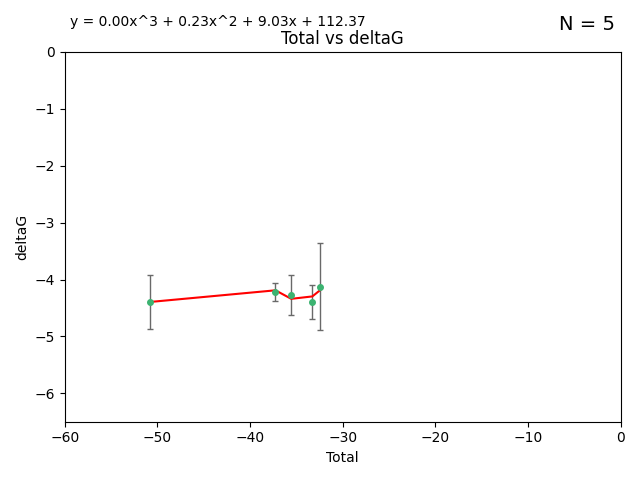 y = 0.00x^3 + 0.23x^2 + 9.03x + 112.37
N = 5
Total vs deltaG
0
−1
−2
−3
−4
−5
−6
deltaG
−60 −50 −40 −30 −20 −10 0
Total